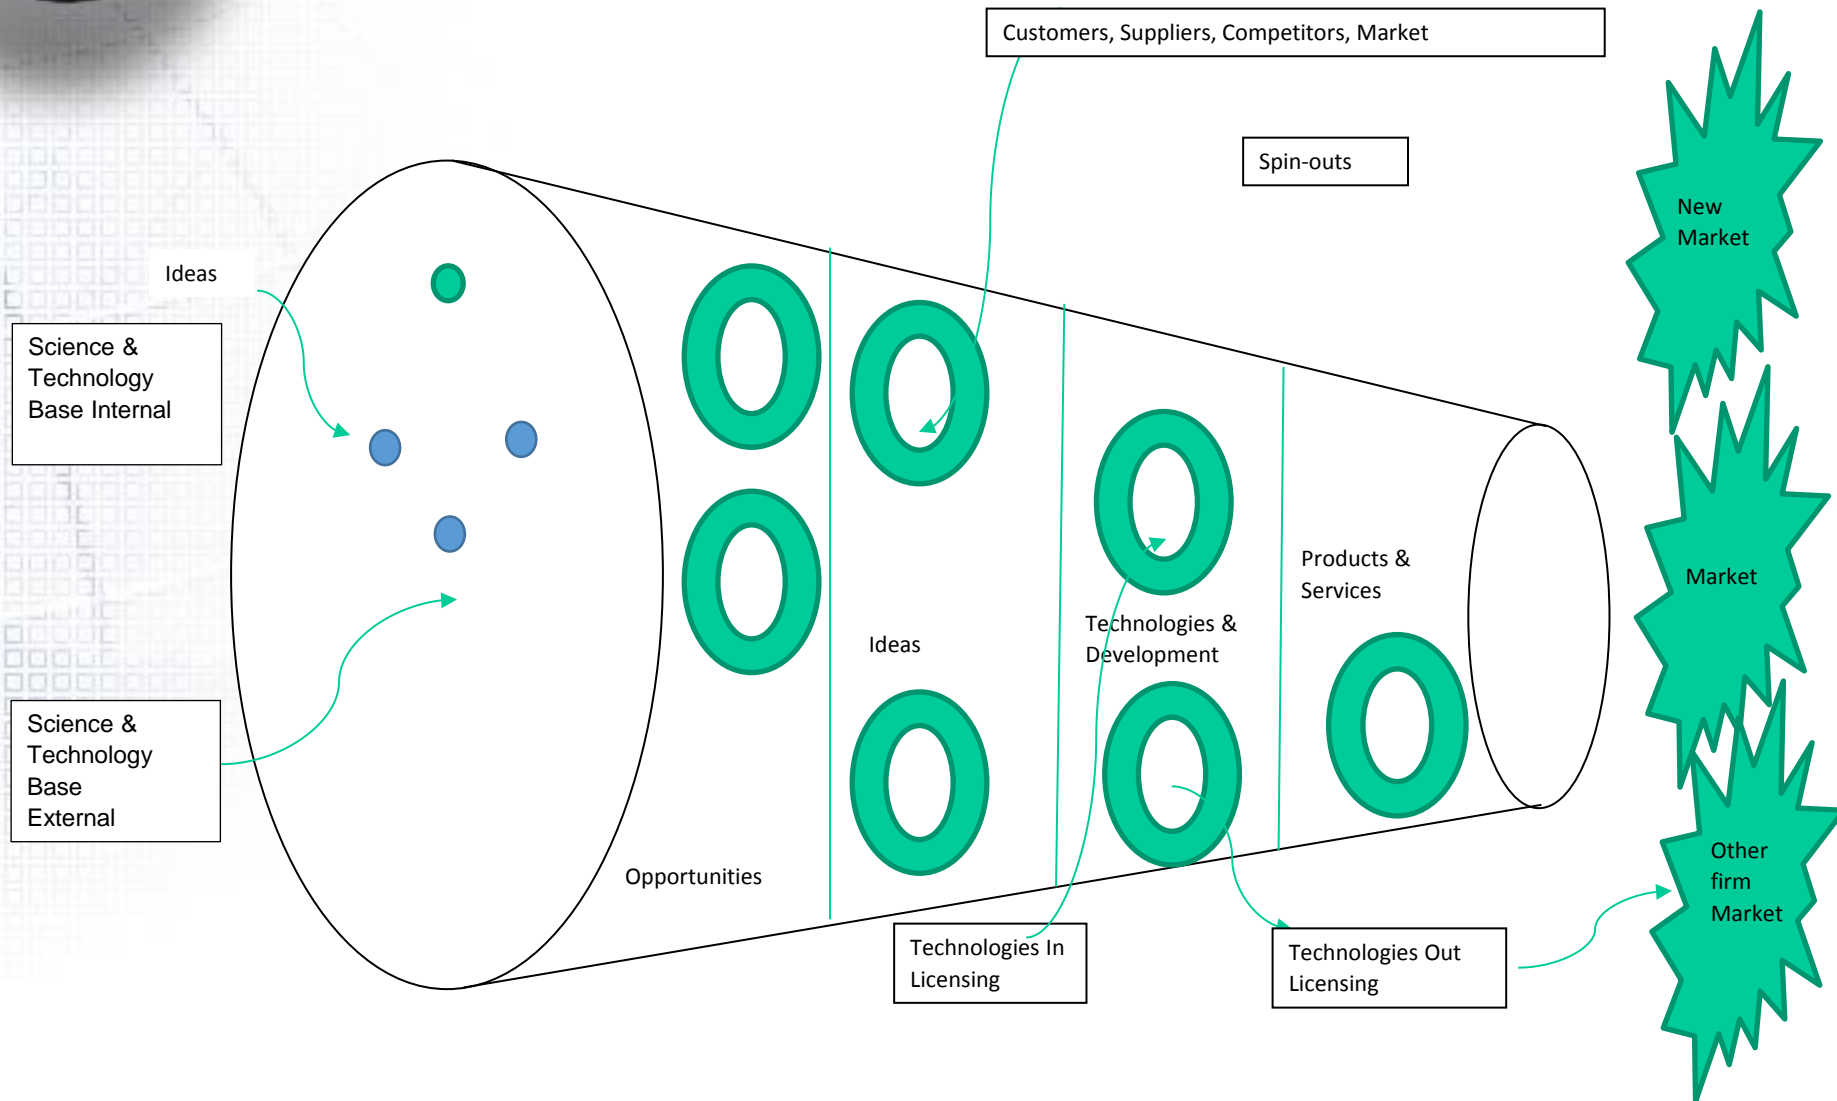 Customers, Suppliers, Competitors, Market
Spin-outs
New
Market
Ideas
Science &
Technology
Base Internal
Products &
Services
Market
Technologies &
Development
Ideas
Science &
Technology
Base
External
Opportunities
Other
firm
Market
Technologies In
Licensing
Technologies Out
Licensing